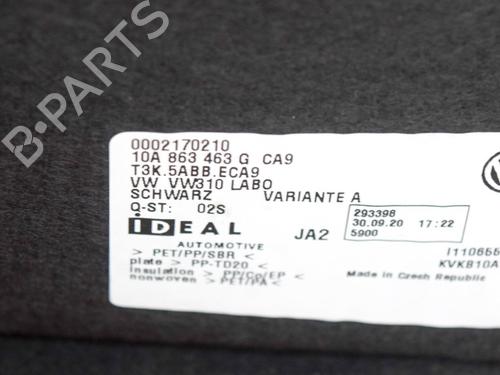 0002170210
10A 863 463 G CA9
T3K.5ABB.ECA9
VW VW310 LABO
SCHWARZ VARIANTE A
Q-ST: 02S
IDEAL
AUTOMOTIVE
JA2
293398
30.09.20 17:22
5900
> PET/PP/SBR <
plate > PP-TD20 <
insulation > PP/Co/EP <
nonwoven > PET/PA <
I110655
KVKB10A
Made in Czech Republic
B-PARTS